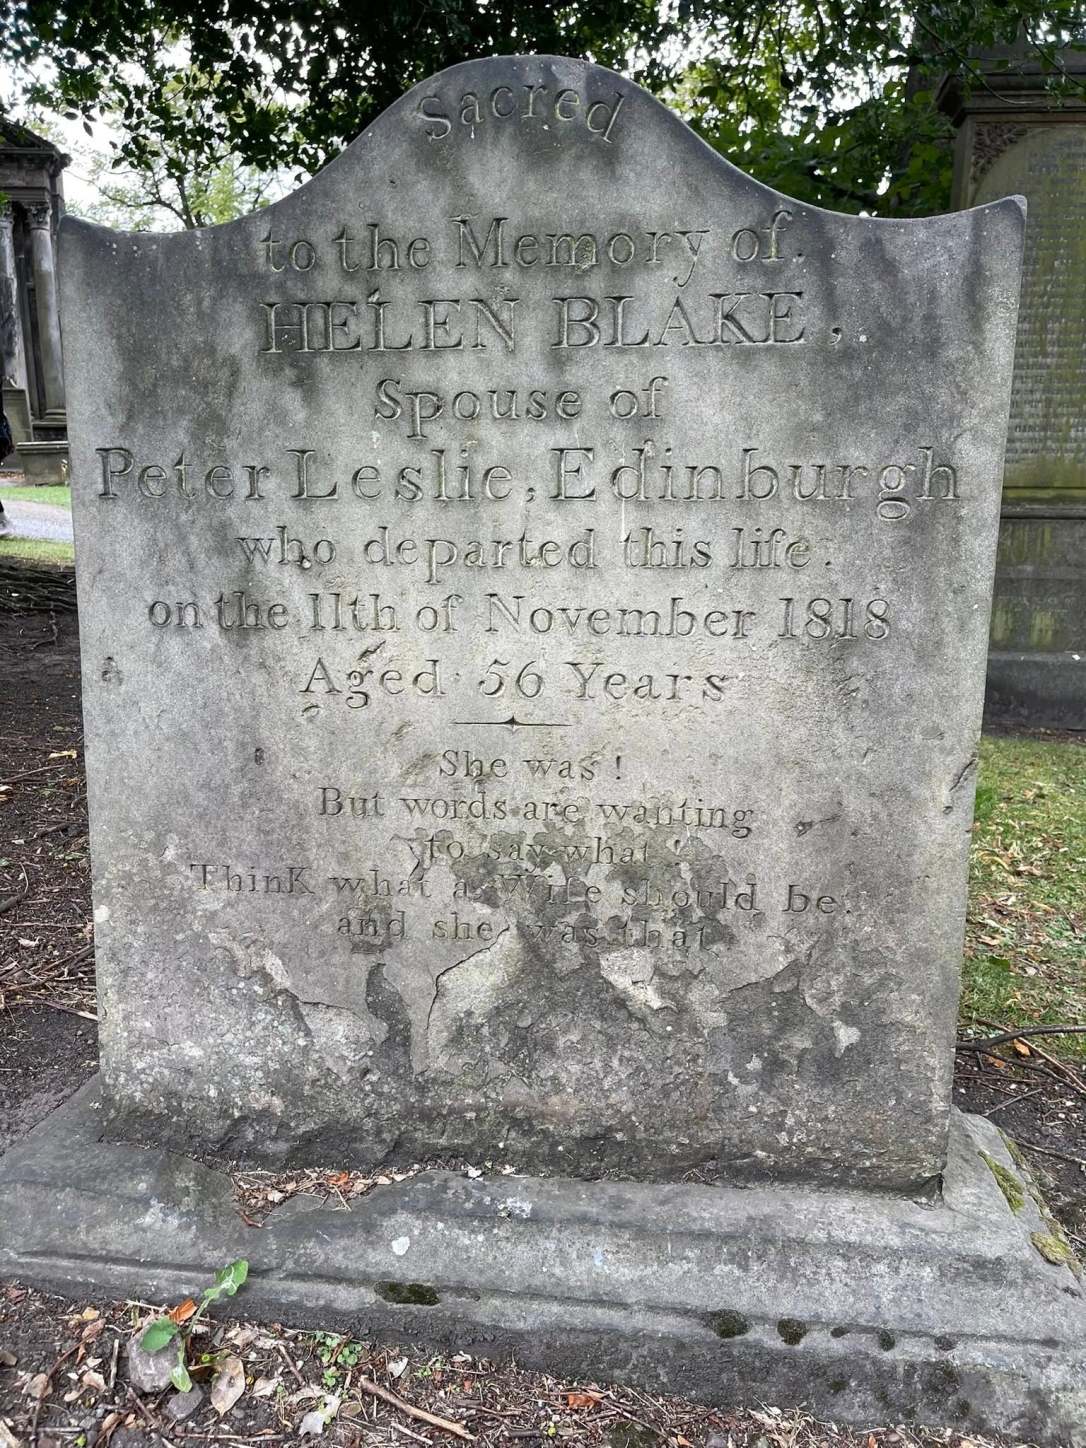 Sacred
to the Memory of
HELEN BLAKE,
Spouse of
Peter Leslie, Edinburgh
who departed this life
on the 11th of November 1818
Aged 56 Years
She was!
But words are wanting
to say what
Think what a Wife should be
and she was that